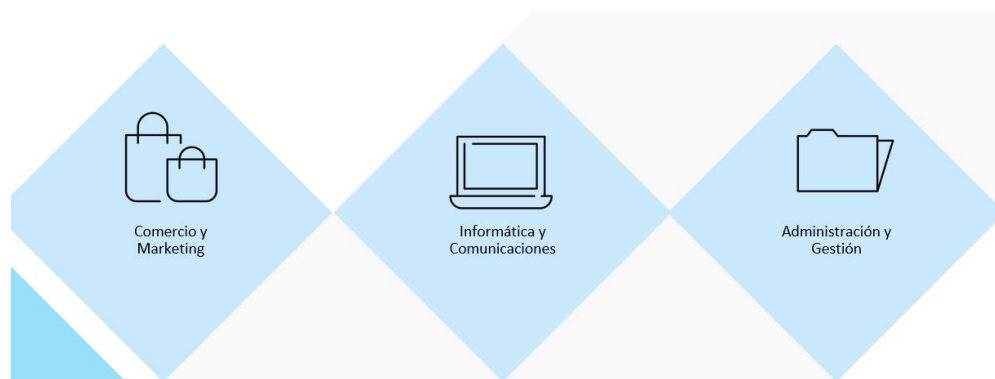 Comercio y
Marketing
Informática y
Comunicaciones
Administración y
Gestión